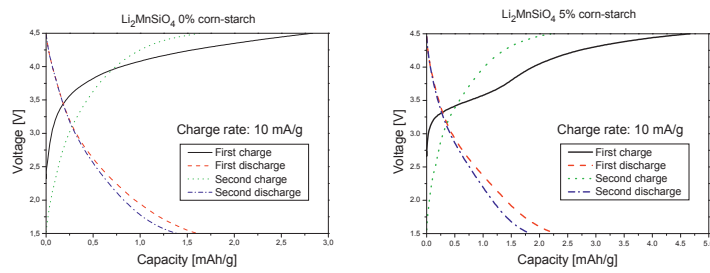 Li₂MnSiO₄ 0% corn-starch
4,5
4,0
3,5
3.0
2.5
2,0
1,5
Voltage [V]
Charge rate: 10 mA/g
First charge
First discharge
Second charge
Second discharge
0,0 0,5 1,0 1,5 2,0 2,5 3,0
Capacity [mAh/g]
Li₂MnSiO₄ 5% corn-starch
4.5
4.0
3.5
3.0
2.5
2.0
1.5
Voltage [V]
Charge rate: 10 mA/g
First charge
First discharge
Second charge
Second discharge
0.0 0.5 1.0 1.5 2.0 2.5 3.0 3.5 4.0 4.5 5.0
Capacity [mAh/g]